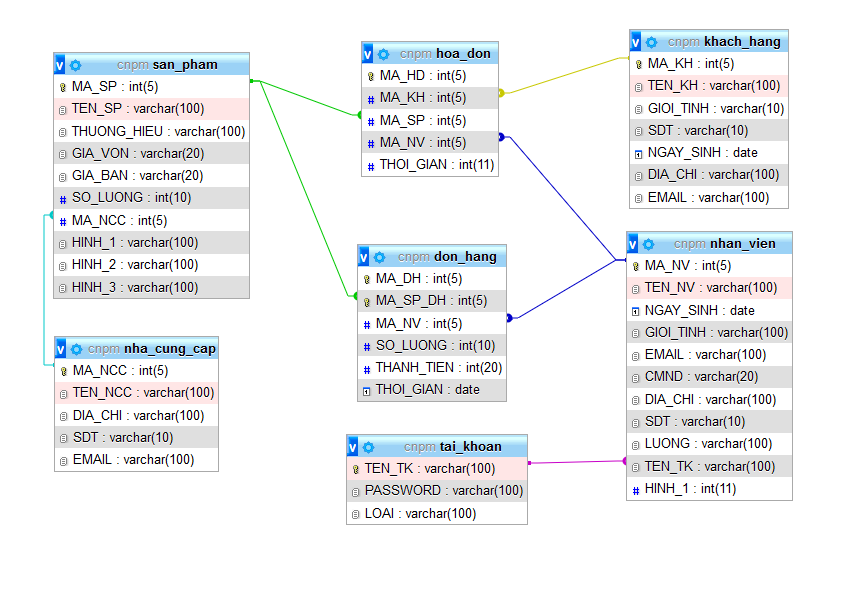 v cnpm san_pham
MA_SP : int(5)
TEN_SP : varchar(100)
THUONG_HIEU : varchar(100)
GIA_VON : varchar(20)
GIA_BAN : varchar(20)
# SO_LUONG : int(10)
# MA_NCC : int(5)
HINH_1 : varchar(100)
HINH_2 : varchar(100)
HINH_3 : varchar(100)
v cnpm nha_cung_cap
MA_NCC : int(5)
TEN_NCC : varchar(100)
DIA_CHI : varchar(100)
SDT : varchar(10)
EMAIL : varchar(100)
v cnpm hoa_don
MA_HD : int(5)
# MA_KH : int(5)
# MA_SP : int(5)
# MA_NV : int(5)
# THOI_GIAN : int(11)
v cnpm don_hang
MA_DH : int(5)
MA_SP_DH : int(5)
# MA_NV : int(5)
# SO_LUONG : int(10)
# THANH_TIEN : int(20)
THOI_GIAN : date
v cnpm tai_khoan
TEN_TK : varchar(100)
PASSWORD : varchar(100)
LOAI : varchar(100)
v cnpm khach_hang
MA_KH : int(5)
TEN_KH : varchar(100)
GIOI_TINH : varchar(10)
SDT : varchar(10)
NGAY_SINH : date
DIA_CHI : varchar(100)
EMAIL : varchar(100)
v cnpm nhan_vien
MA_NV : int(5)
TEN_NV : varchar(100)
NGAY_SINH : date
GIOI_TINH : varchar(100)
EMAIL : varchar(100)
CMND : varchar(20)
DIA_CHI : varchar(100)
SDT : varchar(10)
LUONG : varchar(100)
TEN_TK : varchar(100)
# HINH_1 : int(11)